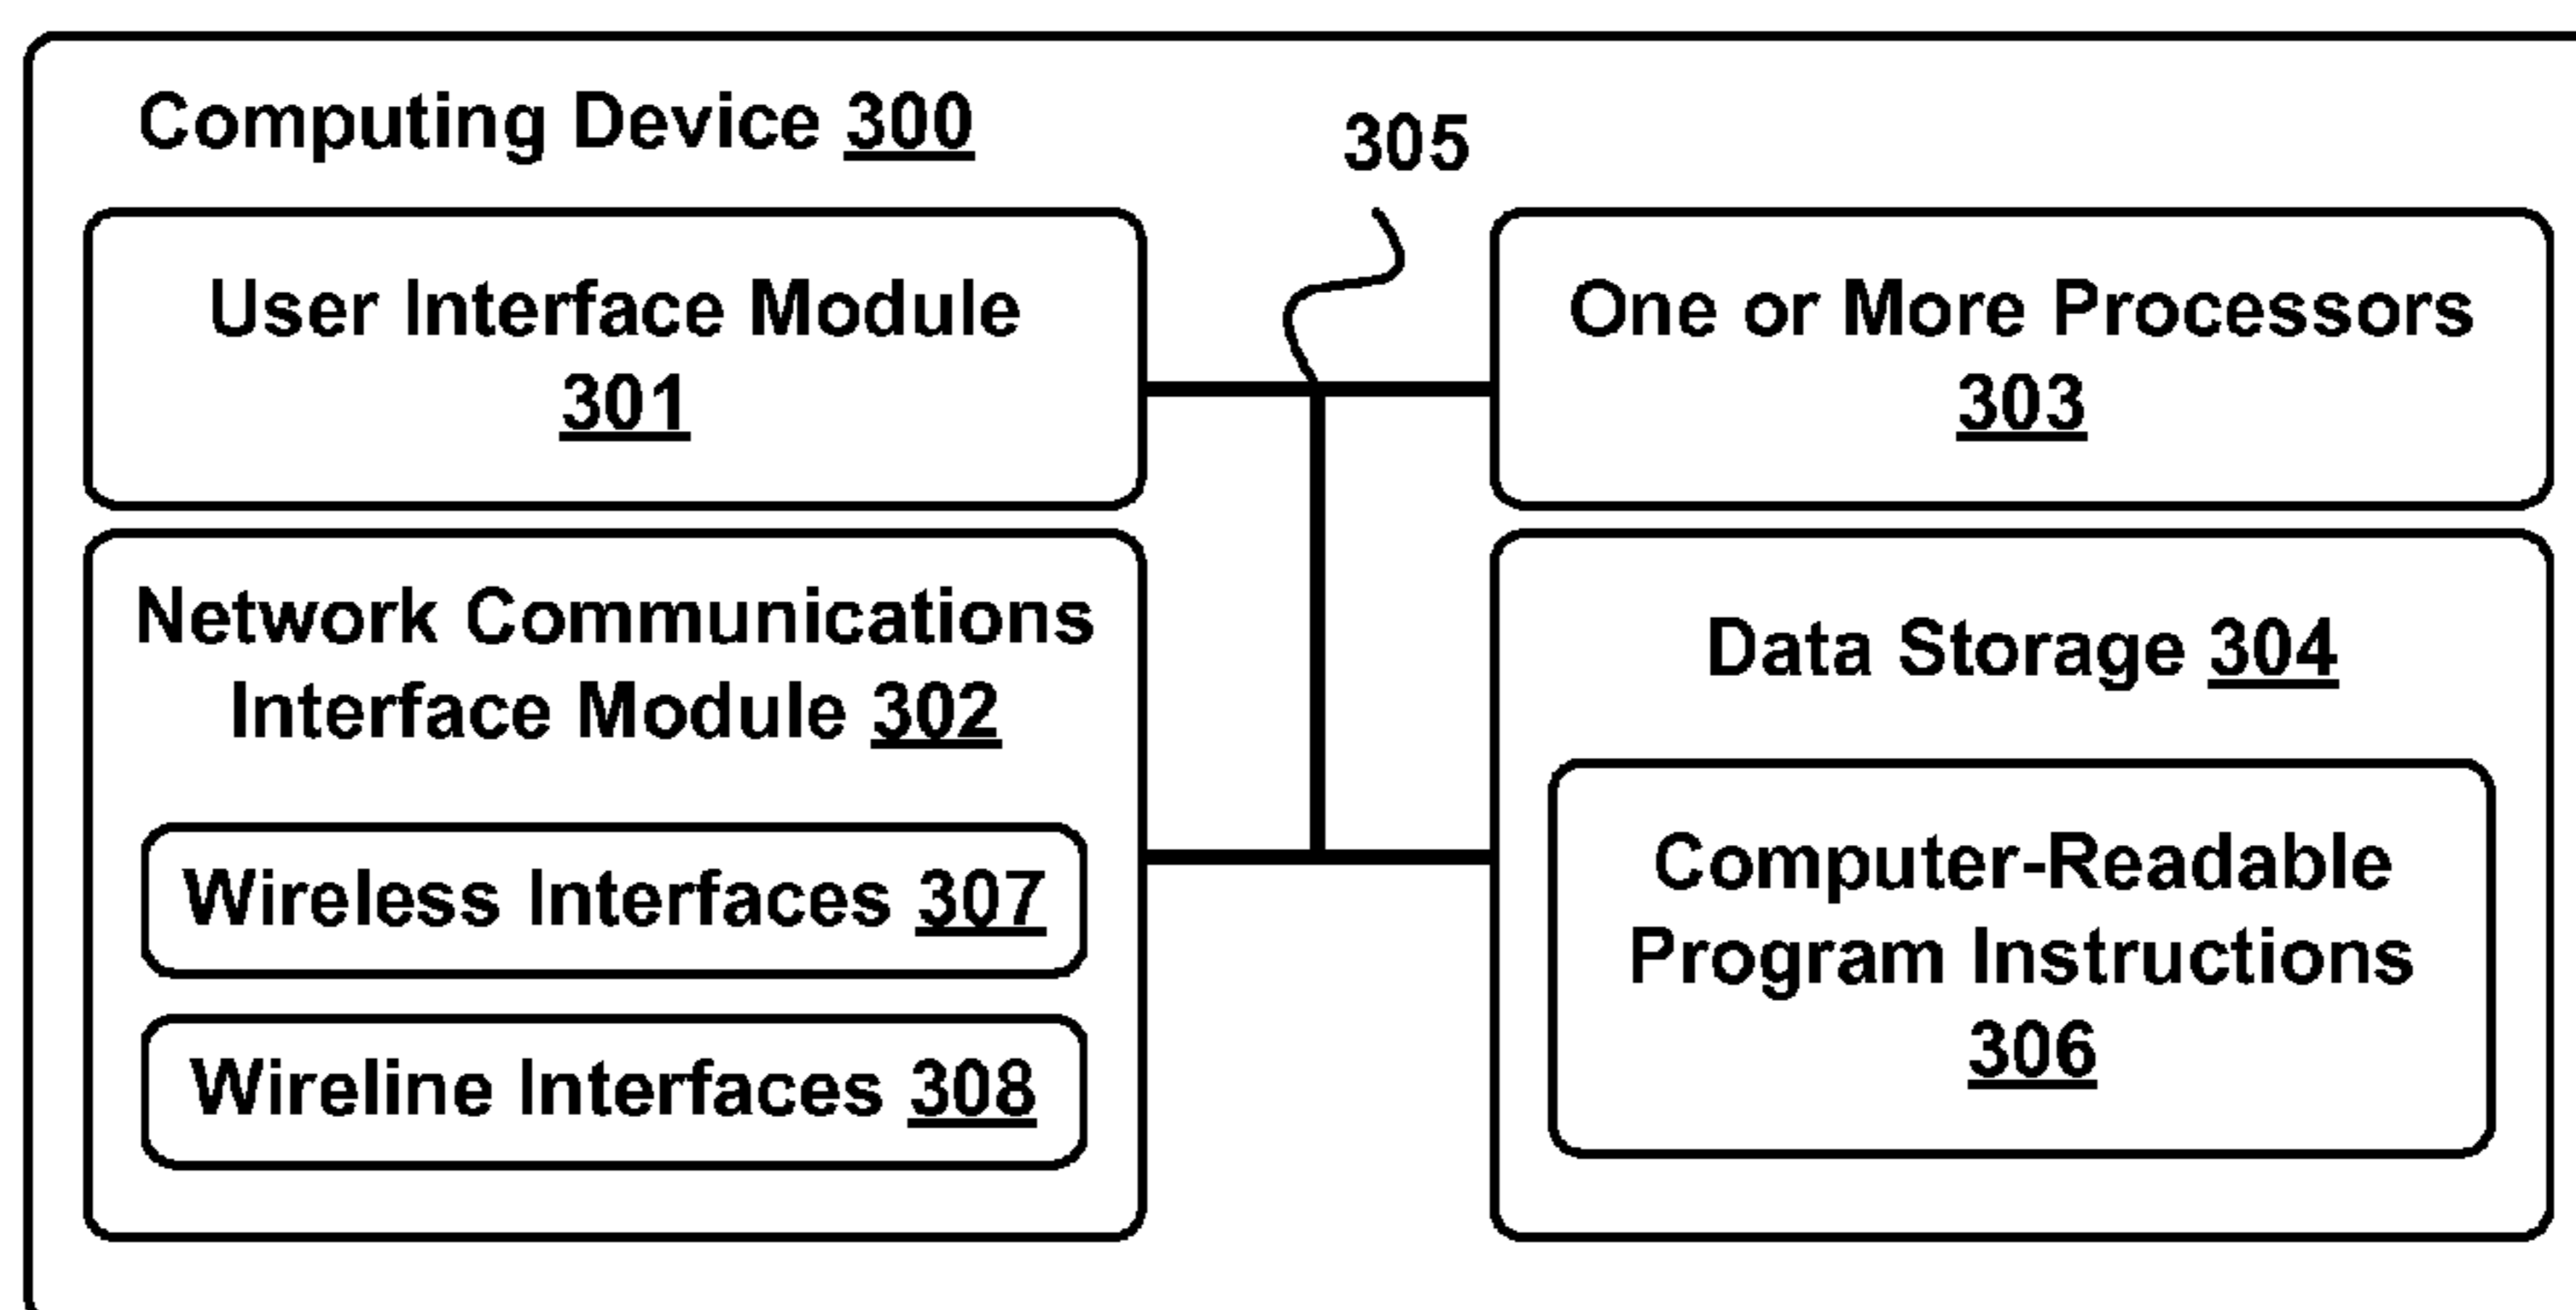 Computing Device 300
305
User Interface Module
301
One or More Processors
303
Network Communications
Interface Module 302
Wireless Interfaces 307
Wireline Interfaces 308
Data Storage 304
Computer-Readable
Program Instructions
306